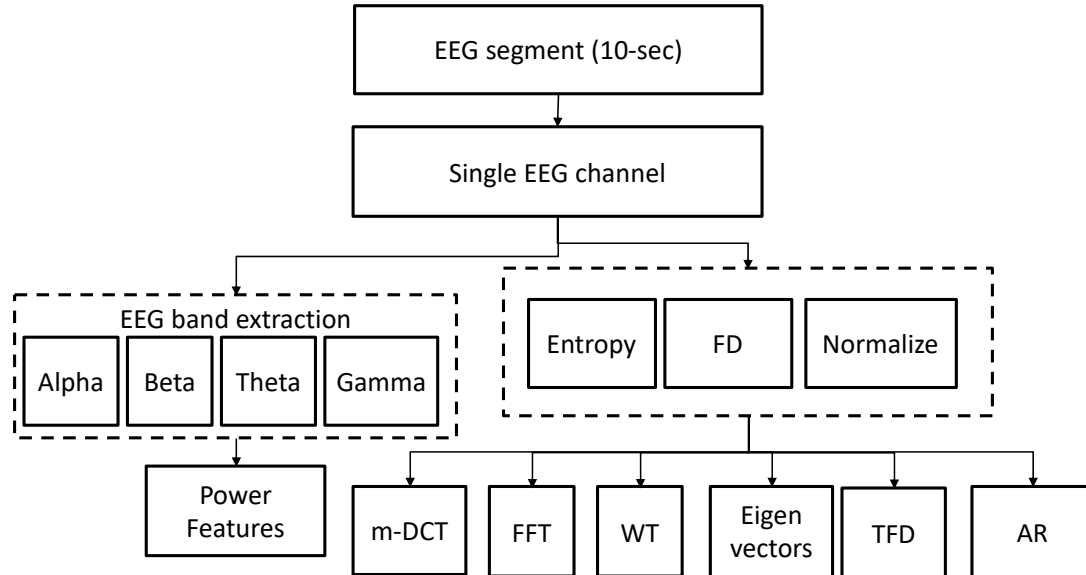 EEG segment (10-sec)
Single EEG channel
EEG band extraction
Alpha
Beta
Theta
Gamma
Entropy
FD
Normalize
Power
Features
m-DCT
FFT
WT
Eigen
vectors
TFD
AR